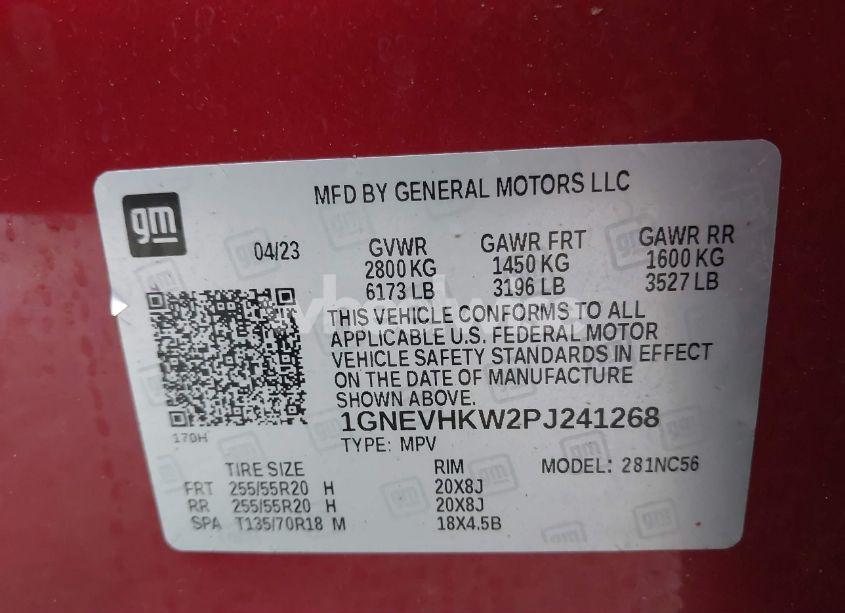 gm
MFD BY GENERAL MOTORS LLC
04/23 GVWR GAWR FRT GAWR RR
2800 KG 1450 KG 1600 KG
6173 LB 3196 LB 3527 LB
THIS VEHICLE CONFORMS TO ALL
APPLICABLE U.S. FEDERAL MOTOR
VEHICLE SAFETY STANDARDS IN EFFECT
ON THE DATE OF MANUFACTURE
SHOWN ABOVE.
1GNEVHKW2PJ241268
170H
TYPE: MPV
TIRE SIZE RIM MODEL: 281NC56
FRT 255/55R20 H 20X8J
RR 255/55R20 H 20X8J
SPA T135/70R18 M 18X4.5B